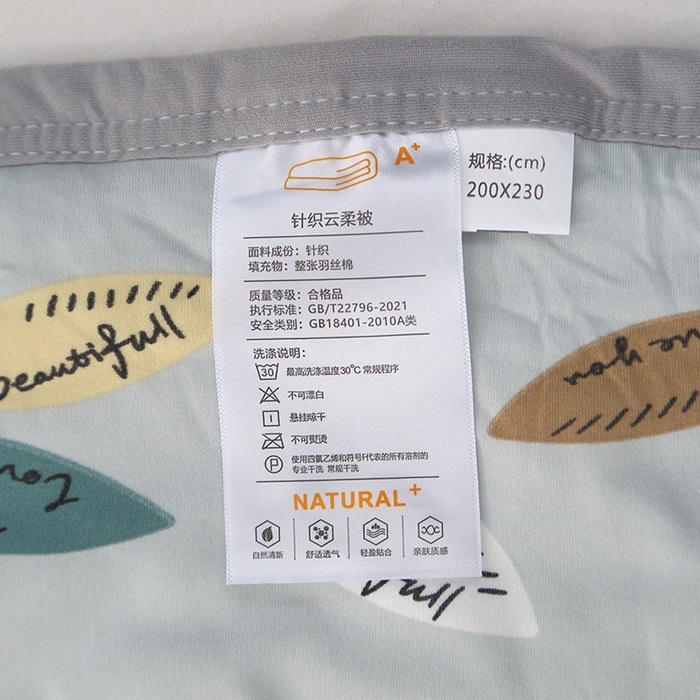 A+
规格:(cm)
200X230
针织云柔被
面料成份：针织
填充物：整张羽丝棉
质量等级：合格品
执行标准：GB/T22796-2021
安全类别：GB18401-2010A类
洗涤说明：
30 最高洗涤温度30℃ 常规程序
不可漂白
悬挂晾干
不可熨烫
P 使用四氯乙烯和符号F代表的所有溶剂的
专业干洗 常规干洗
NATURAL+
自然清新 舒适透气 轻盈贴合 亲肤质感
beautifull